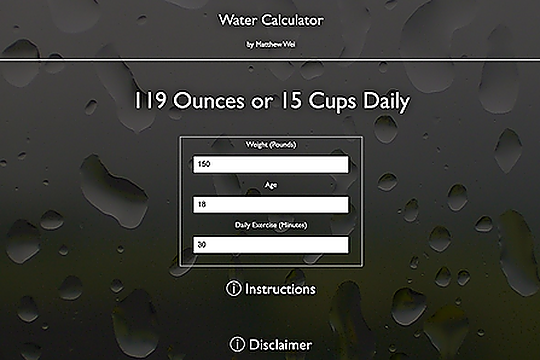 Water Calculator
by Matthew Wei
119 Ounces or 15 Cups Daily
Weight (Pounds)
150
Age
18
Daily Exercise (Minutes)
30
ⓘ Instructions
ⓘ Disclaimer